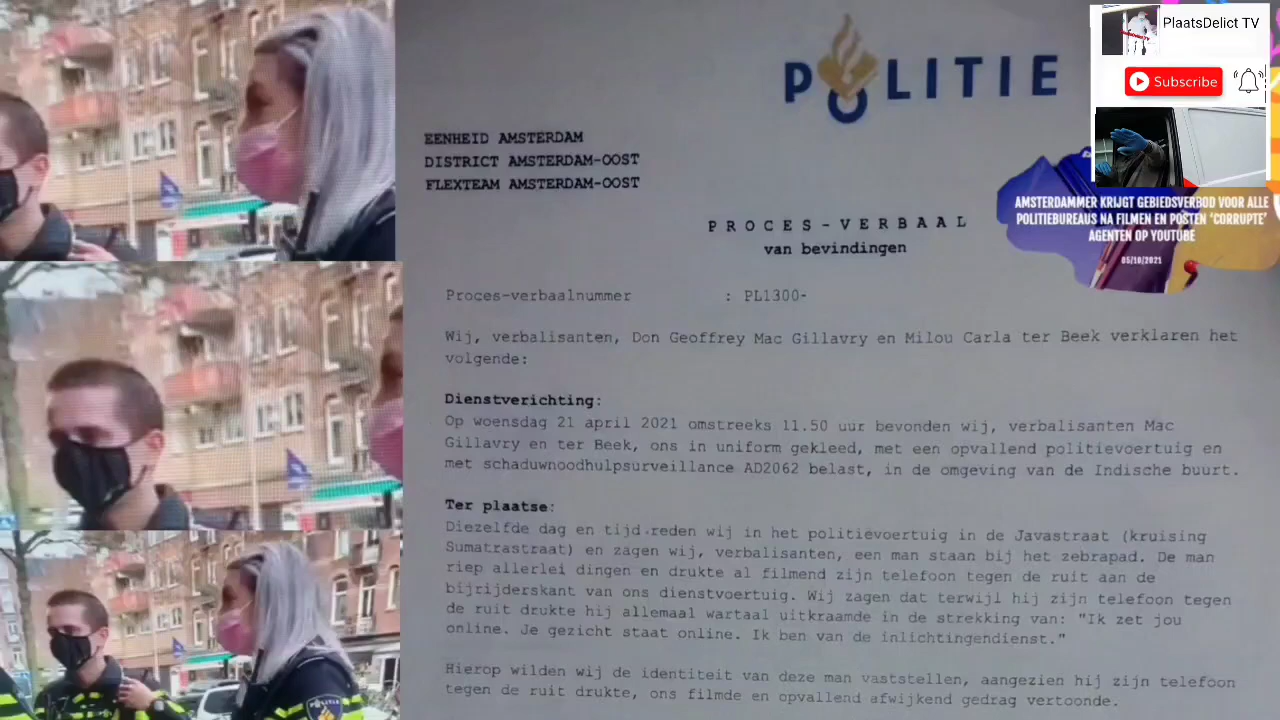 POLITIE
EENHEID AMSTERDAM
DISTRICT AMSTERDAM-OOST
FLEXTEAM AMSTERDAM-OOST
PROCES-VERBAAL
van bevindingen
Proces-verbaalnummer : PL1300-
Wij, verbalisanten, Don Geoffrey Mac Gillavry en Milou Carla ter Beek verklaren het
volgende:
Dienstverichting:
Op woensdag 21 april 2021 omstreeks 11.50 uur bevonden wij, verbalisanten Mac
Gillavry en ter Beek, ons in uniform gekleed, met een opvallend politievoertuig en
met schaduwnoodhulpsurveillance AD2062 belast, in de omgeving van de Indische buurt.
Ter plaatse:
Diezelfde dag en tijd reden wij in het politievoertuig in de Javastraat (kruising
Sumatrastraat) en zagen wij, verbalisanten, een man staan bij het zebrapad. De man
riep allerlei dingen en drukte al filmend zijn telefoon tegen de ruit aan de
bijrijderskant van ons dienstvoertuig. Wij zagen dat terwijl hij zijn telefoon tegen
de ruit drukte hij allemaal wartaal uitkraamde in de strekking van: "Ik zet jou
online. Je gezicht staat online. Ik ben van de inlichtingendienst."
Hierop wilden wij de identiteit van deze man vaststellen, aangezien hij zijn telefoon
tegen de ruit drukte, ons filmde en opvallend afwijkend gedrag vertoonde.
PlaatsDelict TV
Subscribe
AMSTERDAMMER KRIJGT GEBIEDSVERBOD VOOR ALLE
POLITIEBUREAUS NA FILMEN EN POSTEN ‘CORRUPTE’
AGENTEN OP YOUTUBE
05/10/2021
POLITIE